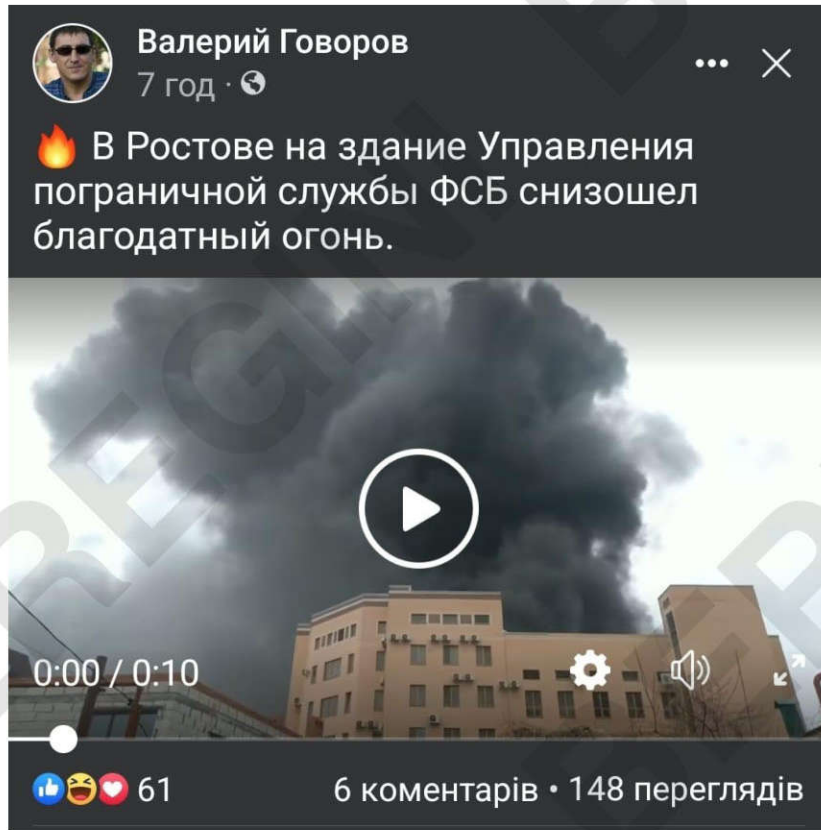 Валерий Говоров
7 год ·
В Ростове на здание Управления
пограничной службы ФСБ снизошел
благодатный огонь.
0:00 / 0:10
61
6 коментарів • 148 переглядів